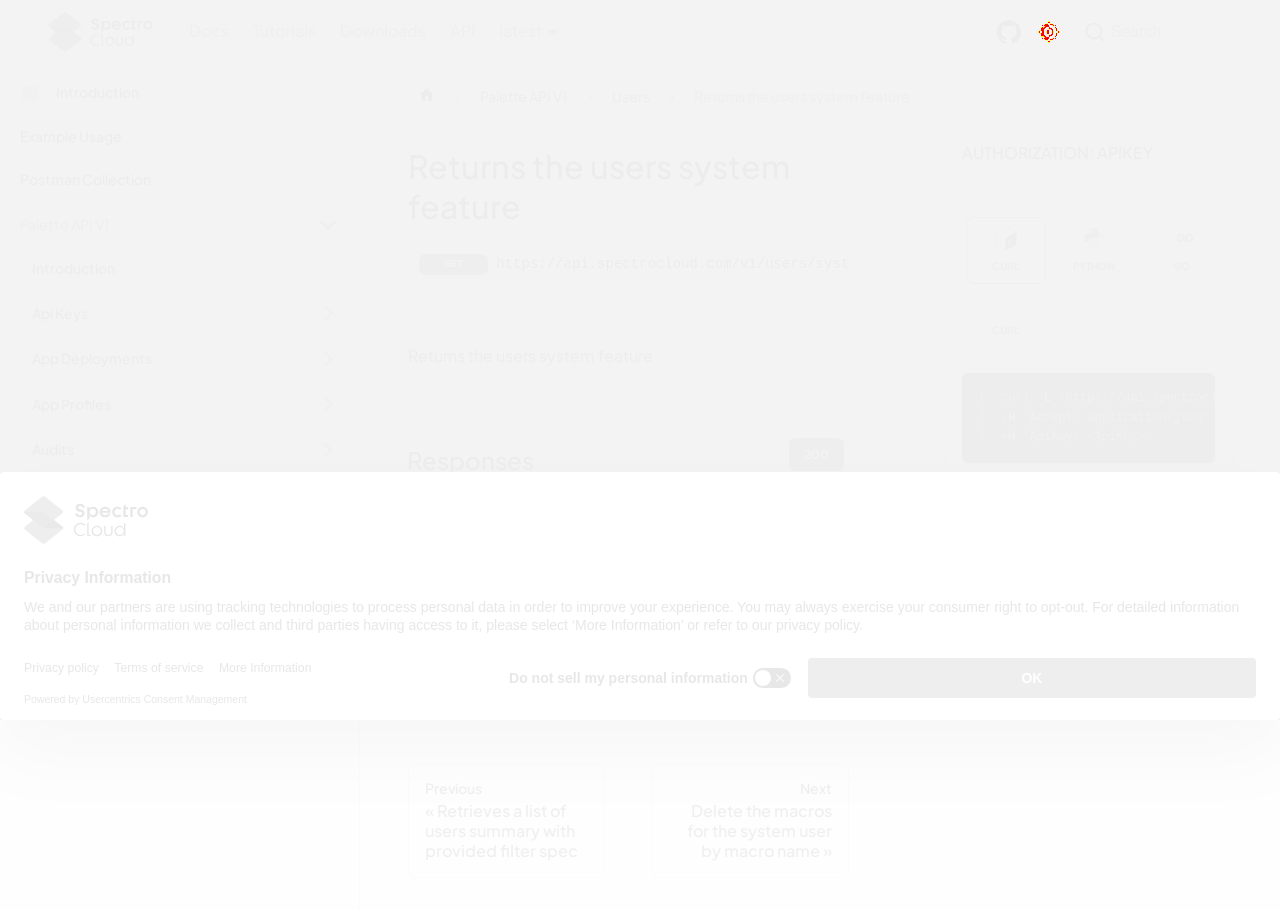 Spectro Cloud Docs Tutorials Downloads API latest Search
Introduction
Palette API V1 Users Returns the users system feature
Example Usage
AUTHORIZATION: APIKEY
Postman Collection
Returns the users system
feature
Palette API V1
CURL PYTHON GO
Introduction
GET https://api.spectrocloud.com/v1/users/syst
Api Keys
CURL
Returns the users system feature
App Deployments
App Profiles
Audits
Responses
200
Spectro
Cloud
Privacy Information
We and our partners are using tracking technologies to process personal data in order to improve your experience. You may always exercise your consumer right to opt-out. For detailed information
about personal information we collect and third parties having access to it, please select 'More Information' or refer to our privacy policy.
Privacy policy Terms of service More Information
Do not sell my personal information
OK
Powered by Usercentrics Consent Management
Previous
« Retrieves a list of
users summary with
provided filter spec
Next
Delete the macros
for the system user
by macro name »